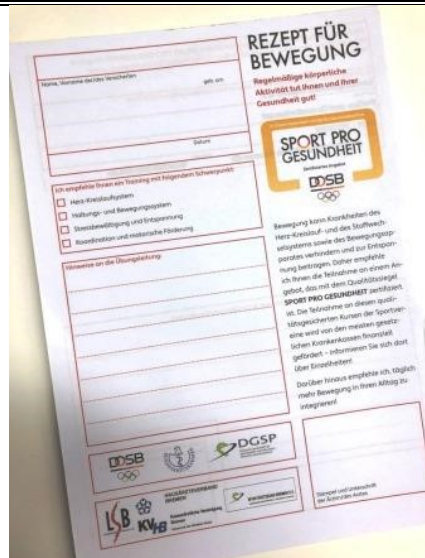 REZEPT FÜR
BEWEGUNG
Regelmäßige körperliche
Aktivität tut Ihnen und Ihrer
Gesundheit gut!
Name, Vorname der/des Versicherten
geb. am
Datum
SPORT PRO
GESUNDHEIT
DOSB
Ich empfehle Ihnen ein Training mit folgendem Schwerpunkt:
Herz-Kreislaufsystem
Haltungs- und Bewegungssystem
Stressbewältigung und Entspannung
Koordination und motorische Förderung
Hinweise an die Übungsleitung:
Bewegung kann Krankheiten des
Herz-Kreislauf- und des Stoffwech-
selsystems sowie des Bewegungsap-
parates verhindern und zur Entspan-
nung beitragen. Daher empfehle
ich Ihnen die Teilnahme an einem An-
gebot, das mit dem Qualitätssiegel
SPORT PRO GESUNDHEIT zertifiziert
ist. Die Teilnahme an diesen quali-
tätsgesicherten Kursen der Sportver-
eine wird von den meisten gesetz-
lichen Krankenkassen finanziell
gefördert – informieren Sie sich dort
über Einzelheiten!
Darüber hinaus empfehle ich, täglich
mehr Bewegung in Ihren Alltag zu
integrieren!
DOSB
DGSP
LSB
KVHB
HAUSÄRZTEVERBAND
BREMEN
Kassenärztliche Vereinigung
Bremen
Stempel und Unterschrift
der Ärztin/des Arztes